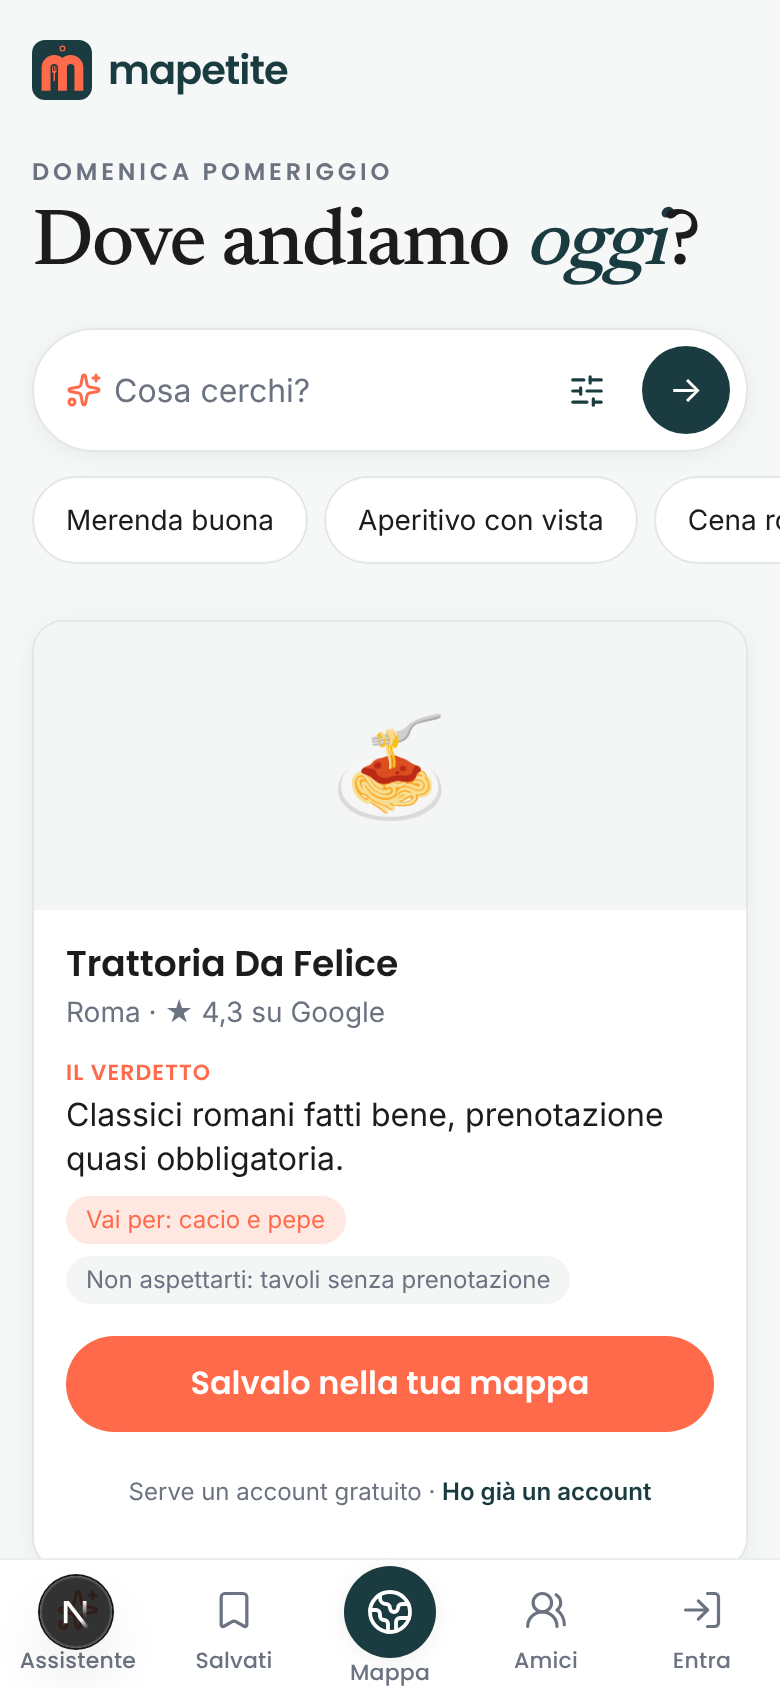 mapetite
DOMENICA POMERIGGIO
Dove andiamo oggi?
Cosa cerchi?
Merenda buona
Aperitivo con vista
Cena
Trattoria Da Felice
Roma · ★ 4,3 su Google
IL VERDETTO
Classici romani fatti bene, prenotazione
quasi obbligatoria.
Vai per: cacio e pepe
Non aspettarti: tavoli senza prenotazione
Salvalo nella tua mappa
Serve un account gratuito · Ho già un account
N
Assistente
Salvati
Mappa
Amici
Entra